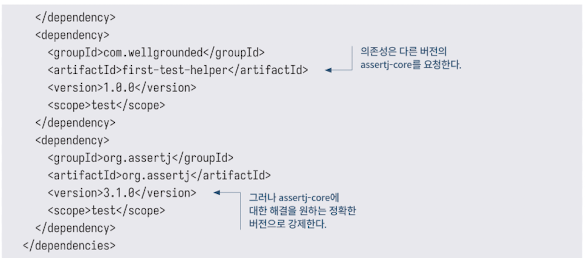 </dependency>
<dependency>
<groupId>com.wellgrounded</groupId>
<artifactId>first-test-helper</artifactId>
의존성은 다른 버전의
assertj-core를 요청한다.
<version>1.0.0</version>
<scope>test</scope>
</dependency>
<dependency>
<groupId>org.assertj</groupId>
<artifactId>org.assertj</artifactId>
<version>3.1.0</version>
그러나 assertj-core에
대한 해결을 원하는 정확한
버전으로 강제한다.
<scope>test</scope>
</dependency>
</dependencies>